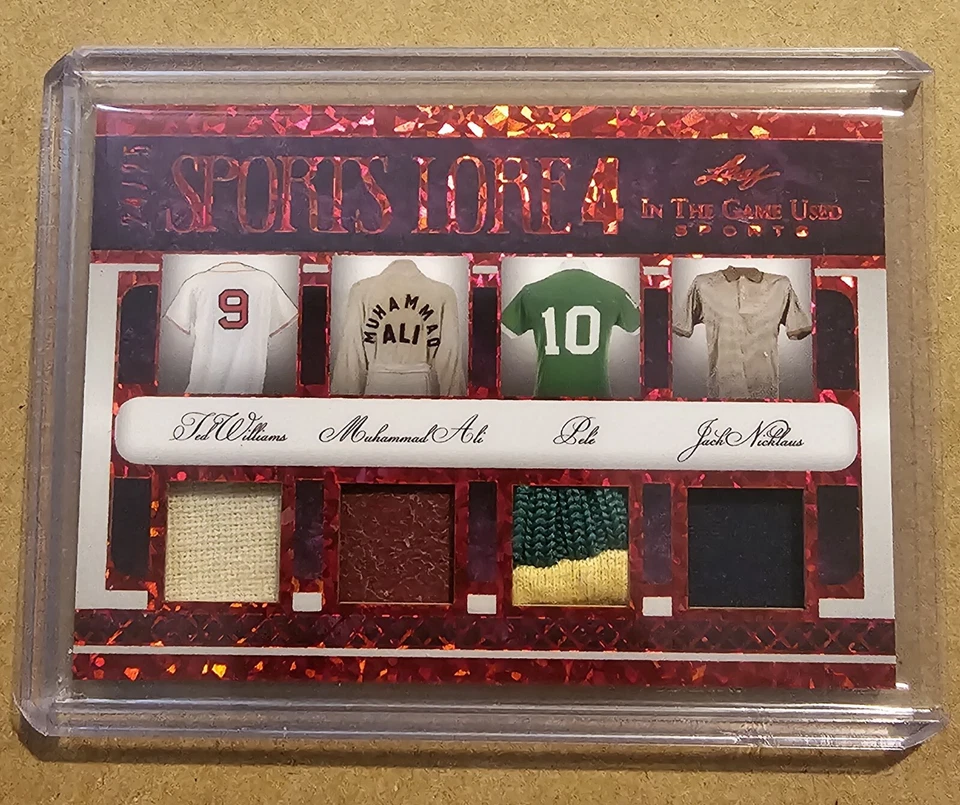 SPORTS LORE 4
Leaf
IN THE GAME USED
SPORTS
9
MUHAMMAD
ALI
10
Ted Williams
Muhammad Ali
Pelé
Jack Nicklaus